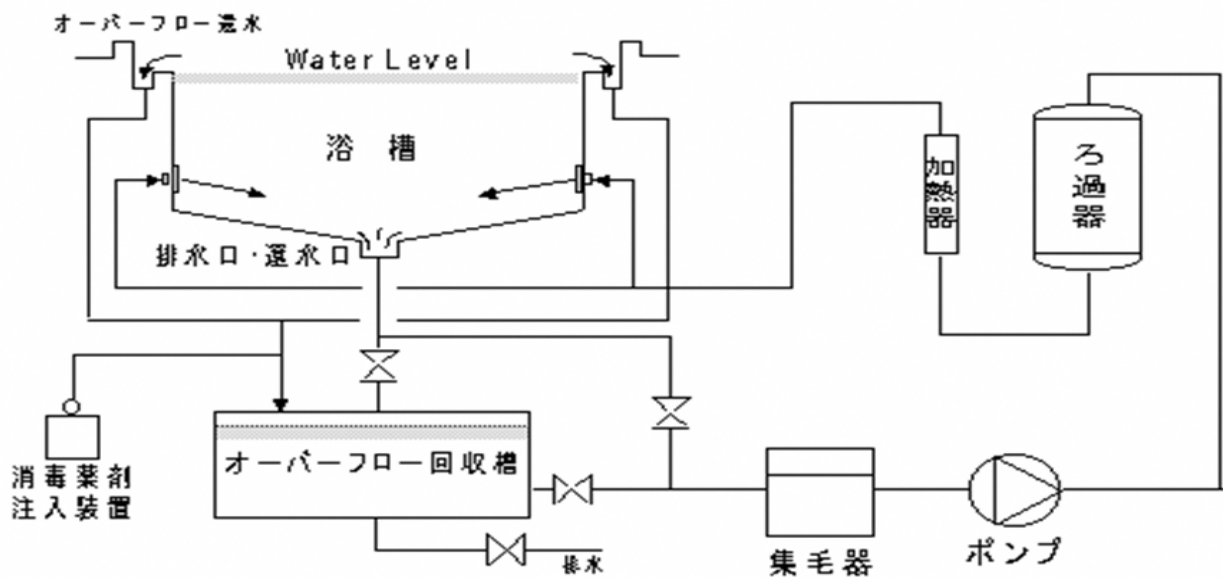 オーバーフロー還水
Water Level
浴槽
加熱器
ろ過器
排水口・還水口
消毒薬剤
注入装置
オーバーフロー回収槽
排水
集毛器
ポンプ